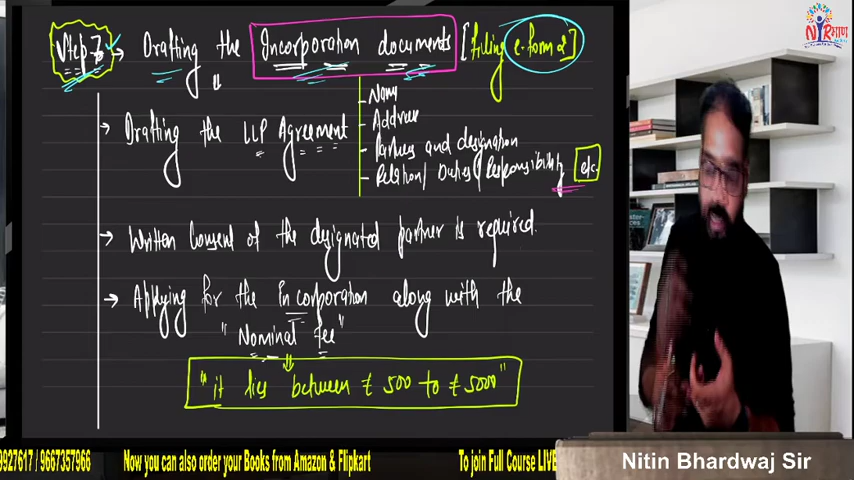 Step 7 → Drafting the Incorporation documents [filing e-form 2]
→ Drafting the LLP Agreement
- Name
- Address
- Partners and designation
- Relation/ Duties/ Responsibility etc
→ Written Consent of the designated partner is required.
→ Applying for the Incorporation along with the
"Nominal fee"
"it lies between ₹ 500 to ₹ 5000"
9927617 / 9667357966 Now you can also order your Books from Amazon & Flipkart To join Full Course LIVE
Nitin Bhardwaj Sir